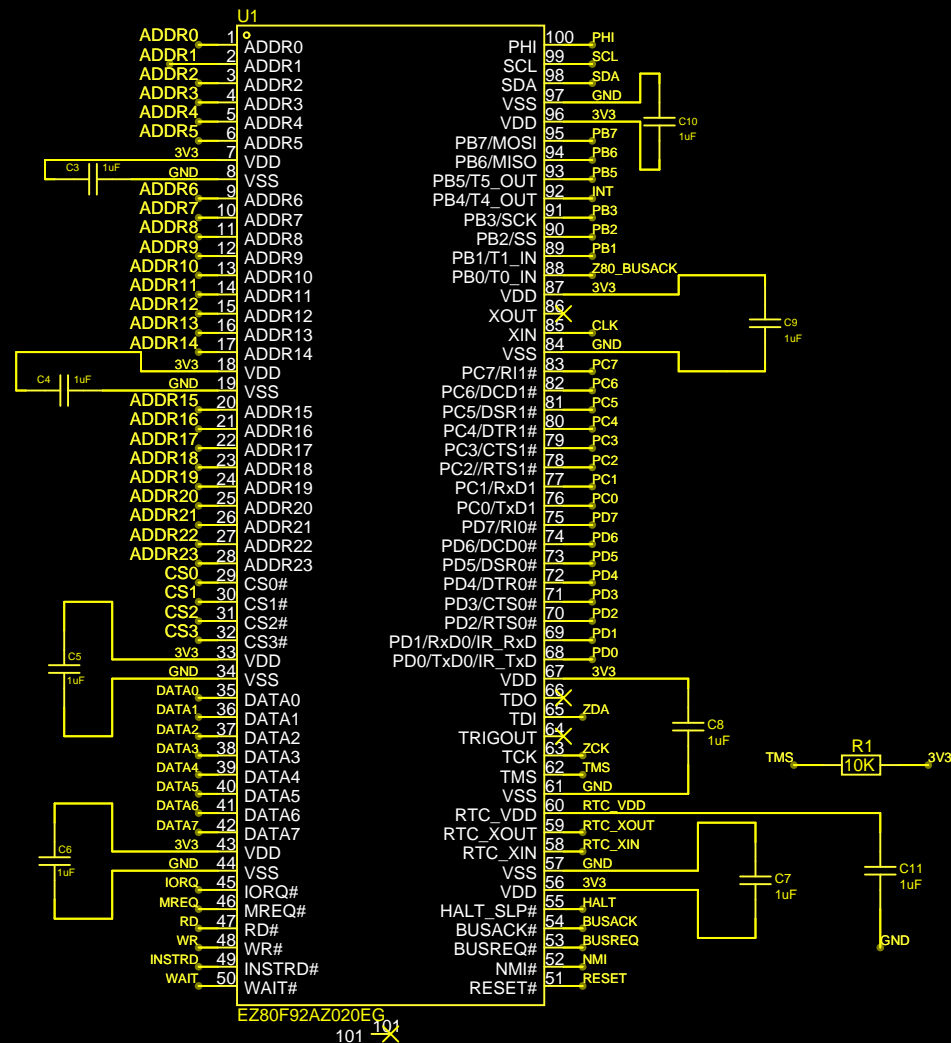 U1
ADDR0 1 ADDR0 PHI 100 PHI
ADDR1 2 ADDR1 SCL 99 SCL
ADDR2 3 ADDR2 SDA 98 SDA
ADDR3 4 ADDR3 VSS 97 GND
ADDR4 5 ADDR4 VDD 96 3V3
C10
1uF
ADDR5 6 ADDR5 PB7/MOSI 95 PB7
3V3 7 VDD PB6/MISO 94 PB6
C3 1uF
GND 8 VSS PB5/T5_OUT 93 PB5
ADDR6 9 ADDR6 PB4/T4_OUT 92 INT
ADDR7 10 ADDR7 PB3/SCK 91 PB3
ADDR8 11 ADDR8 PB2/SS 90 PB2
ADDR9 12 ADDR9 PB1/T1_IN 89 PB1
ADDR10 13 ADDR10 PB0/T0_IN 88 Z80_BUSACK
ADDR11 14 ADDR11 VDD 87 3V3
ADDR12 15 ADDR12 XOUT 86
ADDR13 16 ADDR13 XIN 85 CLK
C9
1uF
ADDR14 17 ADDR14 VSS 84 GND
3V3 18 VDD PC7/RI1# 83 PC7
C4 1uF
GND 19 VSS PC6/DCD1# 82 PC6
ADDR15 20 ADDR15 PC5/DSR1# 81 PC5
ADDR16 21 ADDR16 PC4/DTR1# 80 PC4
ADDR17 22 ADDR17 PC3/CTS1# 79 PC3
ADDR18 23 ADDR18 PC2//RTS1# 78 PC2
ADDR19 24 ADDR19 PC1/RxD1 77 PC1
ADDR20 25 ADDR20 PC0/TxD1 76 PC0
ADDR21 26 ADDR21 PD7/RI0# 75 PD7
ADDR22 27 ADDR22 PD6/DCD0# 74 PD6
ADDR23 28 ADDR23 PD5/DSR0# 73 PD5
CS0 29 CS0# PD4/DTR0# 72 PD4
CS1 30 CS1# PD3/CTS0# 71 PD3
CS2 31 CS2# PD2/RTS0# 70 PD2
CS3 32 CS3# PD1/RxD0/IR_RxD 69 PD1
3V3 33 VDD PD0/TxD0/IR_TxD 68 PD0
C5
1uF
GND 34 VSS VDD 67 3V3
DATA0 35 DATA0 TDO 66
DATA1 36 DATA1 TDI 65 ZDA
C8
1uF
DATA2 37 DATA2 TRIGOUT 64
DATA3 38 DATA3 TCK 63 ZCK
DATA4 39 DATA4 TMS 62 TMS
R1
TMS 10K 3V3
DATA5 40 DATA5 VSS 61 GND
DATA6 41 DATA6 RTC_VDD 60 RTC_VDD
DATA7 42 DATA7 RTC_XOUT 59 RTC_XOUT
3V3 43 VDD RTC_XIN 58 RTC_XIN
C6
1uF
GND 44 VSS VSS 57 GND
C7
1uF
C11
1uF
IORQ 45 IORQ# VDD 56 3V3
MREQ 46 MREQ# HALT_SLP# 55 HALT
RD 47 RD# BUSACK# 54 BUSACK
WR 48 WR# BUSREQ# 53 BUSREQ
GND
INSTRD 49 INSTRD# NMI# 52 NMI
WAIT 50 WAIT# RESET# 51 RESET
EZ80F92AZ020EG
101 101